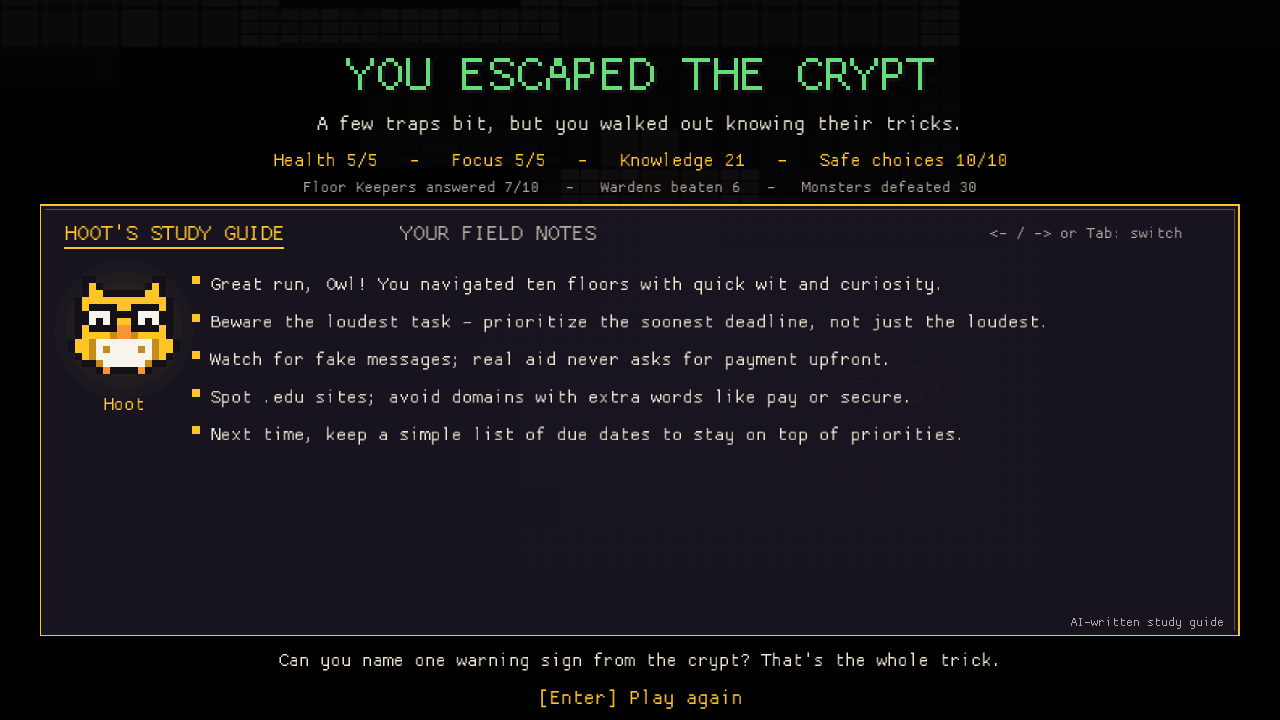 YOU ESCAPED THE CRYPT
A few traps bit, but you walked out knowing their tricks.
Health 5/5 - Focus 5/5 - Knowledge 21 - Safe choices 10/10
Floor Keepers answered 7/10 - Wardens beaten 6 - Monsters defeated 30
HOOT'S STUDY GUIDE YOUR FIELD NOTES <- / -> or Tab: switch
Great run, Owl! You navigated ten floors with quick wit and curiosity.
Beware the loudest task - prioritize the soonest deadline, not just the loudest.
Watch for fake messages; real aid never asks for payment upfront.
Spot .edu sites; avoid domains with extra words like pay or secure.
Hoot
Next time, keep a simple list of due dates to stay on top of priorities.
AI-written study guide
Can you name one warning sign from the crypt? That's the whole trick.
[Enter] Play again